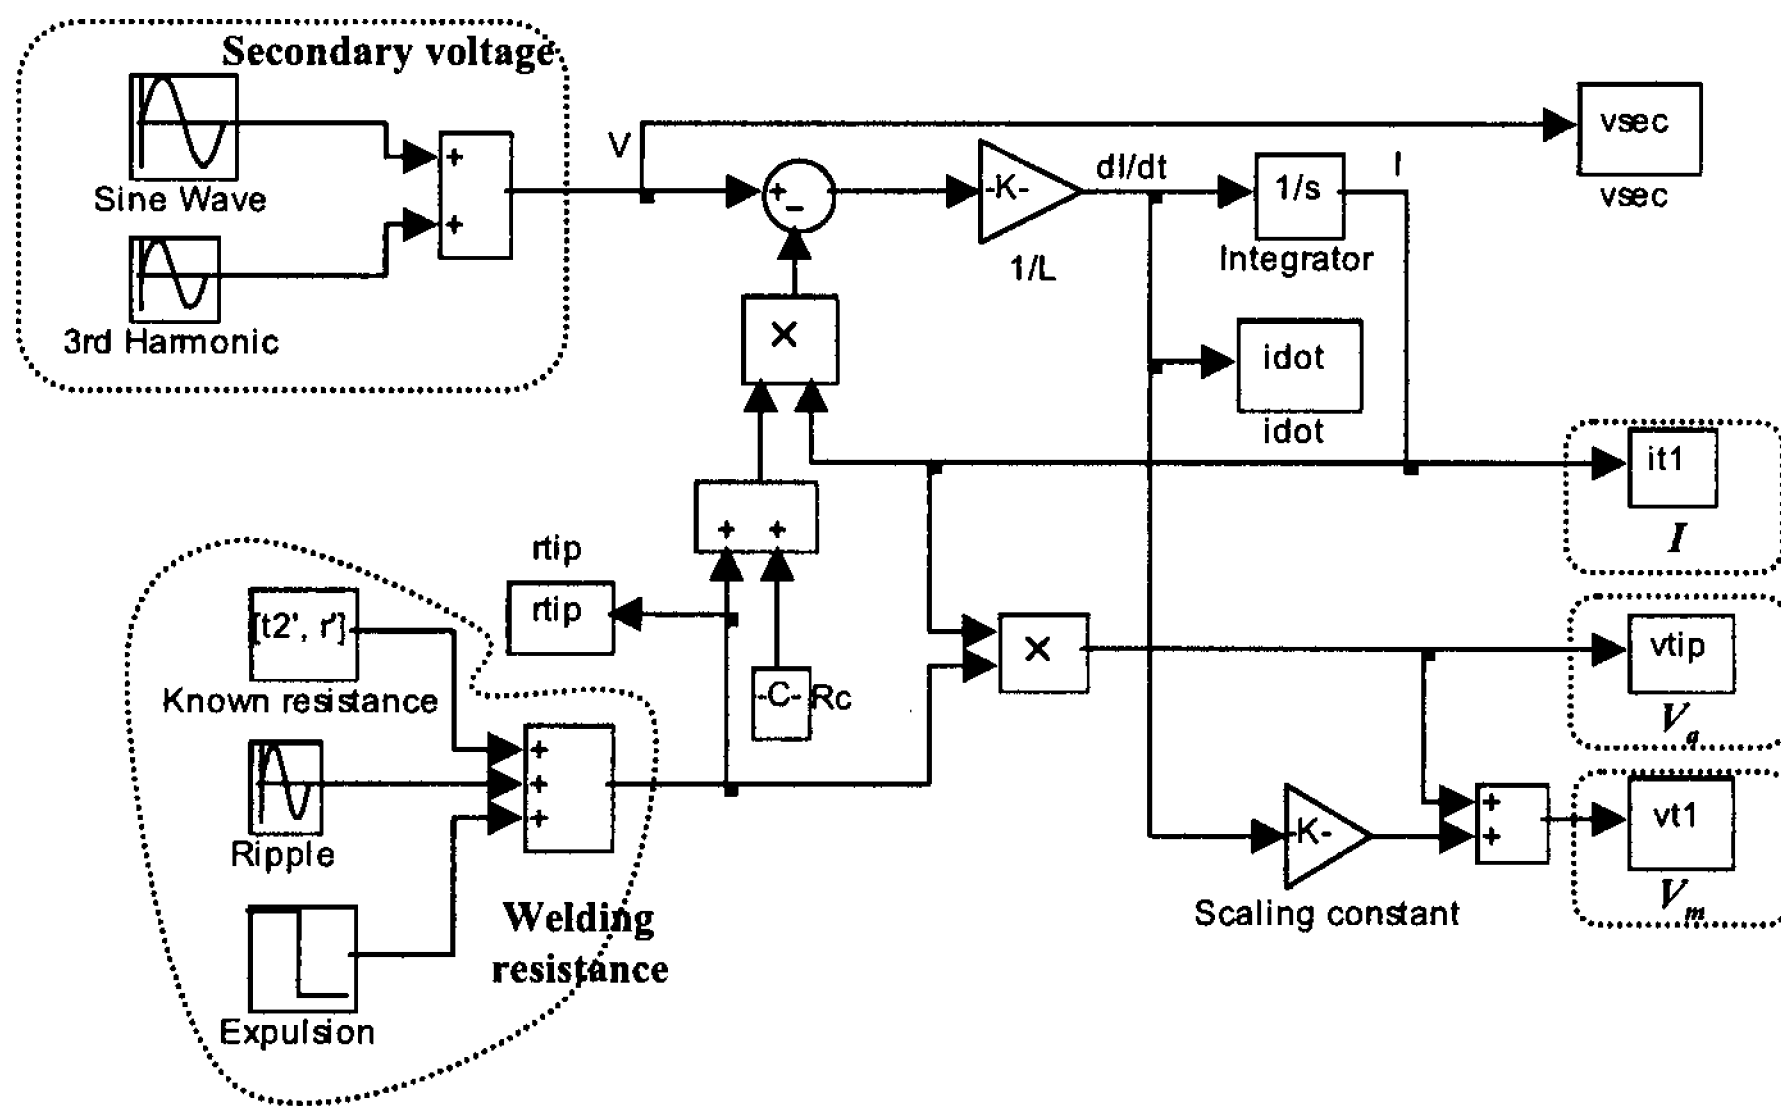 Secondary voltage
Sine Wave
+
+
3rd Harmonic
V
+
−
-K-
1/L
dI/dt
1/s
Integrator
I
vsec
vsec
×
idot
idot
it1
I
+ +
rtip
rtip
[t2', r']
Known resistance
-C- Rc
×
vtip
Va
+
+
+
Ripple
Expulsion
Welding
resistance
-K-
Scaling constant
+
+
vt1
Vm